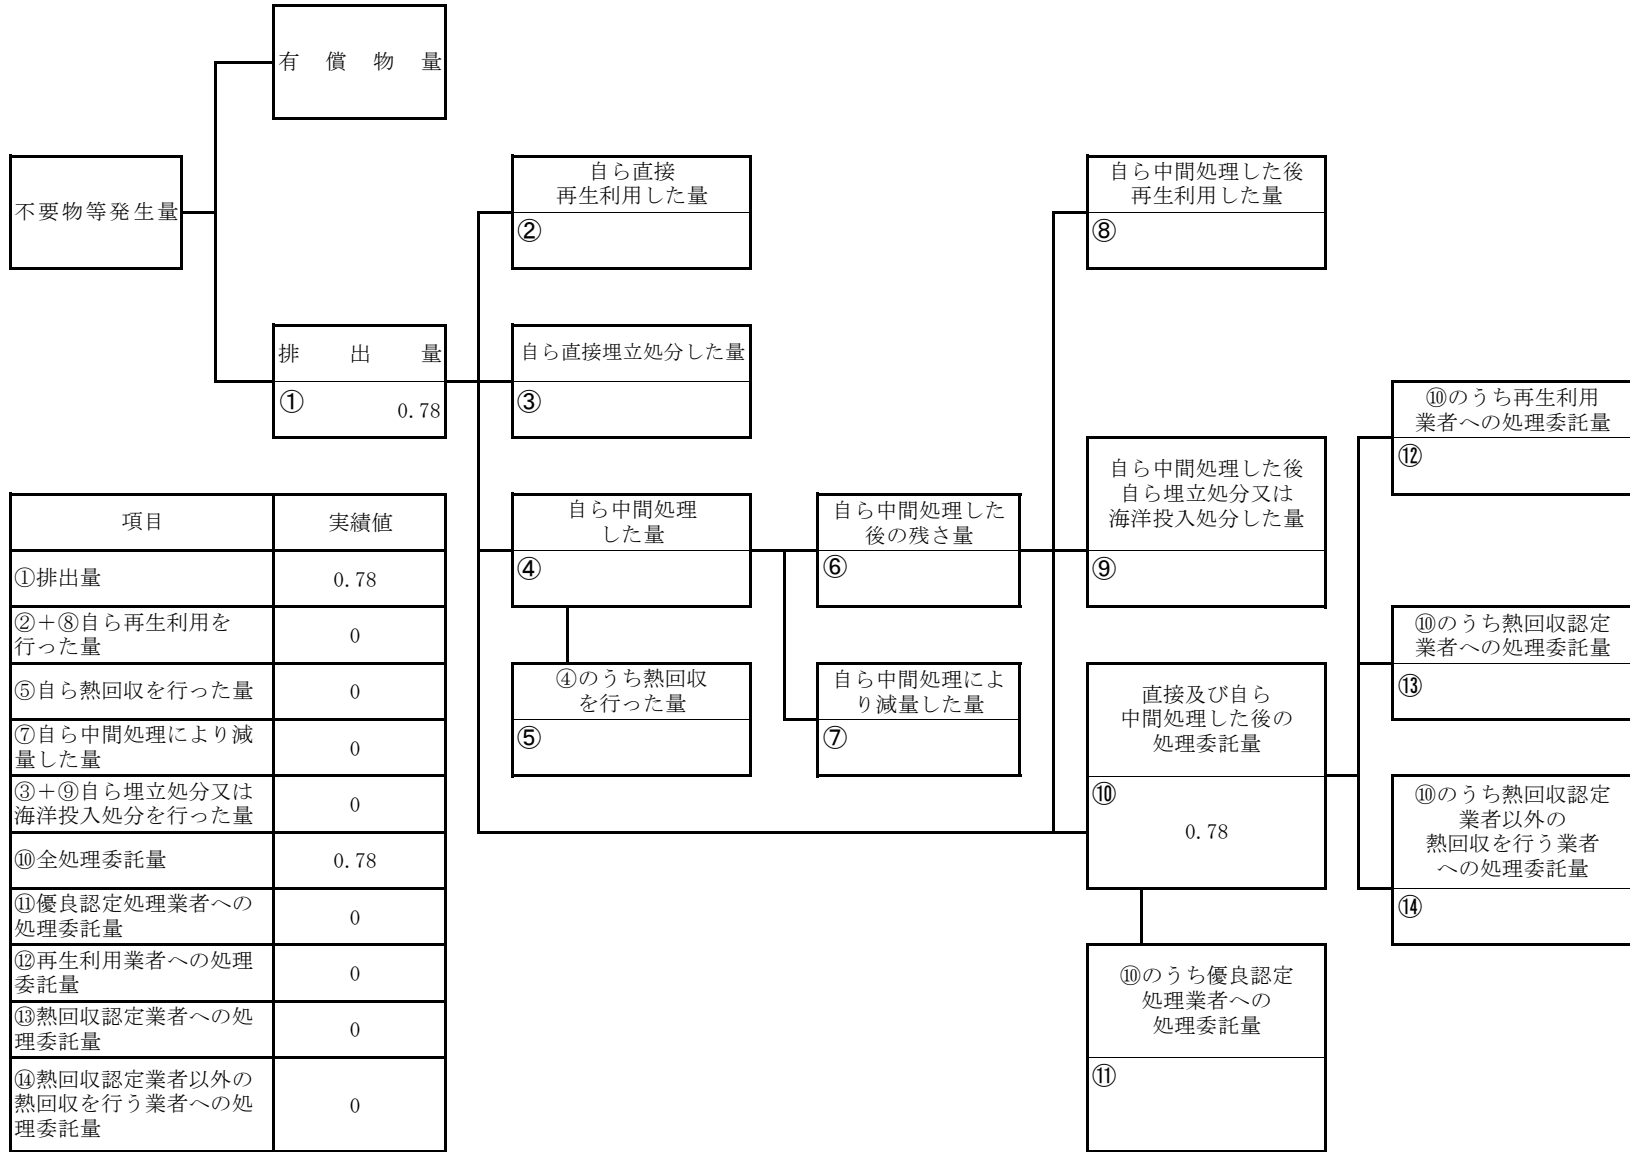 有償物量
不要物等発生量
排出量
①
0.78
自ら直接
再生利用した量
②
自ら直接埋立処分した量
③
自ら中間処理
した量
④
④のうち熱回収
を行った量
⑤
自ら中間処理した
後の残さ量
⑥
自ら中間処理によ
り減量した量
⑦
自ら中間処理した後
再生利用した量
⑧
自ら中間処理した後
自ら埋立処分又は
海洋投入処分した量
⑨
直接及び自ら
中間処理した後の
処理委託量
⑩
0.78
⑩のうち優良認定
処理業者への
処理委託量
⑪
⑩のうち再生利用
業者への処理委託量
⑫
⑩のうち熱回収認定
業者への処理委託量
⑬
⑩のうち熱回収認定
業者以外の
熱回収を行う業者
への処理委託量
⑭
項目 実績値
①排出量 0.78
②+⑧自ら再生利用を
行った量 0
⑤自ら熱回収を行った量 0
⑦自ら中間処理により減
量した量 0
③+⑨自ら埋立処分又は
海洋投入処分を行った量 0
⑩全処理委託量 0.78
⑪優良認定処理業者への
処理委託量 0
⑫再生利用業者への処理
委託量 0
⑬熱回収認定業者への処
理委託量 0
⑭熱回収認定業者以外の
熱回収を行う業者への処
理委託量 0